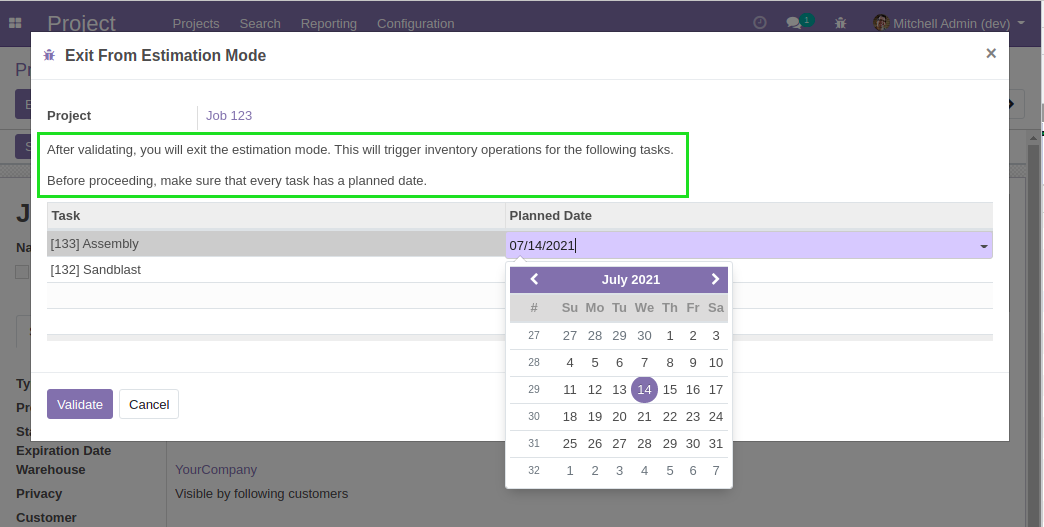 Project Projects Search Reporting Configuration 1 Mitchell Admin (dev)
Exit From Estimation Mode ×
Project Job 123
After validating, you will exit the estimation mode. This will trigger inventory operations for the following tasks.
Before proceeding, make sure that every task has a planned date.
Task Planned Date
[133] Assembly 07/14/2021
[132] Sandblast
July 2021
# Su Mo Tu We Th Fr Sa
27 27 28 29 30 1 2 3
28 4 5 6 7 8 9 10
29 11 12 13 14 15 16 17
30 18 19 20 21 22 23 24
31 25 26 27 28 29 30 31
32 1 2 3 4 5 6 7
Validate Cancel
Expiration Date
Warehouse YourCompany
Privacy Visible by following customers
Customer